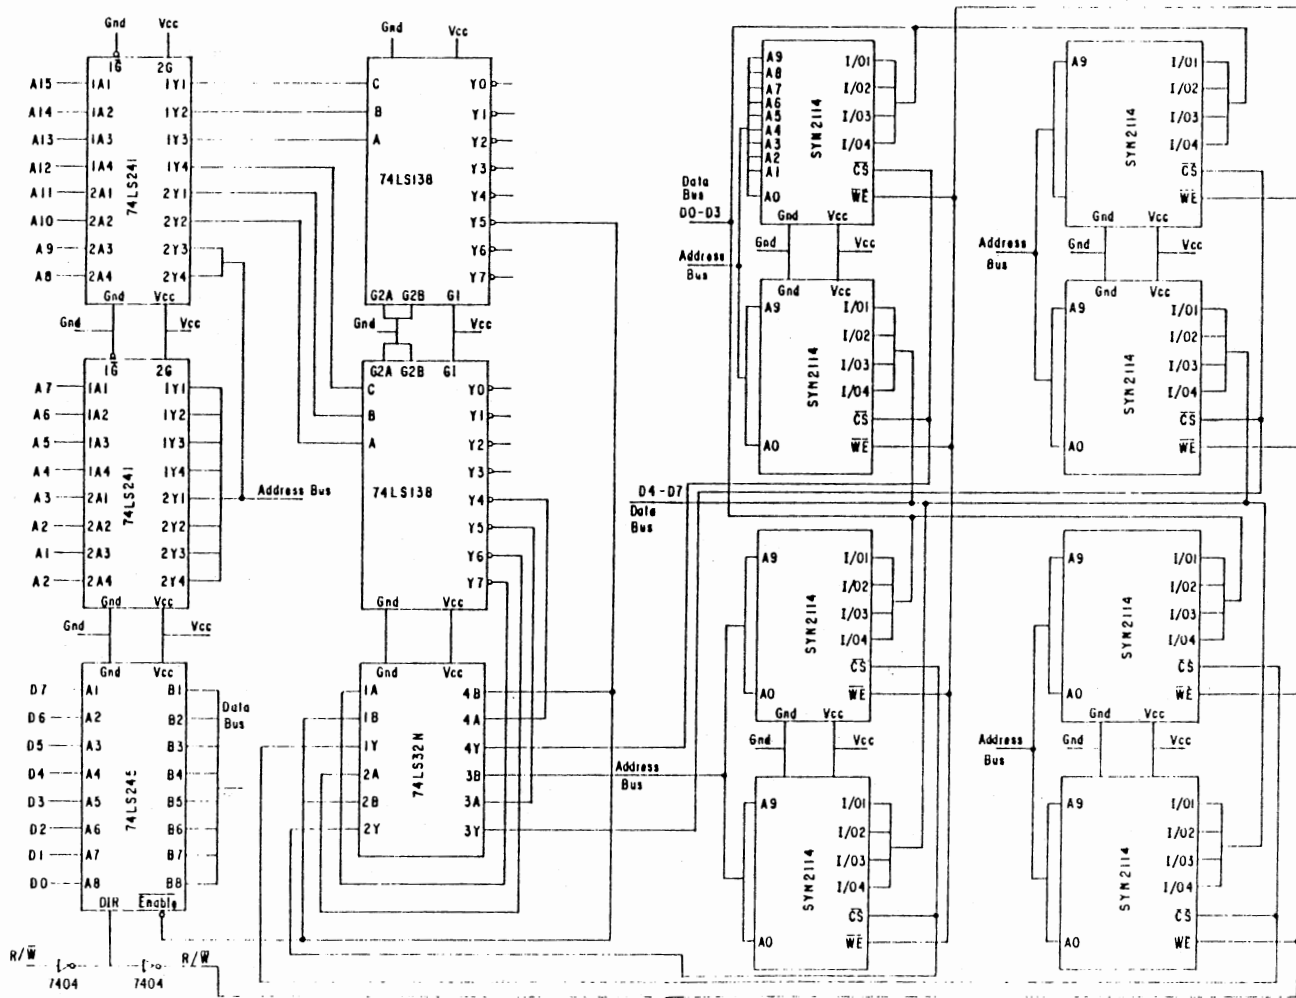 Gnd Vcc
1G 2G
A15 1A1 1Y1
A14 1A2 1Y2
A13 1A3 1Y3
A12 1A4 1Y4
A11 2A1 2Y1
A10 2A2 2Y2
A9 2A3 2Y3
A8 2A4 2Y4
74LS241
Gnd Vcc
Gnd Vcc
1G 2G
A7 1A1 1Y1
A6 1A2 1Y2
A5 1A3 1Y3
A4 1A4 1Y4
A3 2A1 2Y1
A2 2A2 2Y2
A1 2A3 2Y3
A2 2A4 2Y4
74LS241
Address Bus
Gnd Vcc
Gnd Vcc
Gnd Vcc
D7 A1 B1
D6 A2 B2
D5 A3 B3
D4 A4 B4
D3 A5 B5
D2 A6 B6
D1 A7 B7
D0 A8 B8
74LS245
Data
Bus
DIR Enable
R/W R/W
7404 7404
Gnd Vcc
C Y0
B Y1
A Y2
Y3
74LS138
Y4
Y5
Y6
Y7
G2A G2B G1
Gnd Vcc
G2A G2B G1
C Y0
B Y1
A Y2
Y3
74LS138
Y4
Y5
Y6
Y7
Gnd Vcc
Gnd Vcc
1A 4B
1B 4A
1Y 4Y
2A 3B
2B 3A
2Y 3Y
74LS32N
Data
Bus
D0-D3
Address
Bus
A9 I/01
A8
A7 I/02
A6
A5 I/03
A4
A3 I/04
A2
A1 CS
A0 WE
SYM2114
Gnd Vcc
Gnd Vcc
Gnd Vcc
A9 I/01
I/02
I/03
I/04
CS
A0 WE
SYM2114
D4-D7
Data
Bus
A9 I/01
I/02
I/03
I/04
CS
A0 WE
SYM2114
Gnd Vcc
Gnd Vcc
Address
Bus
A9 I/01
I/02
I/03
I/04
CS
A0 WE
SYM2114
A9 I/01
I/02
I/03
I/04
CS
WE
SYM2114
Gnd Vcc
Address
Bus
Gnd Vcc
Gnd Vcc
A9 I/01
I/02
I/03
I/04
CS
A0 WE
SYM2114
A9 I/01
I/02
I/03
I/04
CS
A0 WE
SYM2114
Gnd Vcc
Address
Bus
Gnd Vcc
A9 I/01
I/02
I/03
I/04
CS
A0 WE
SYM2114